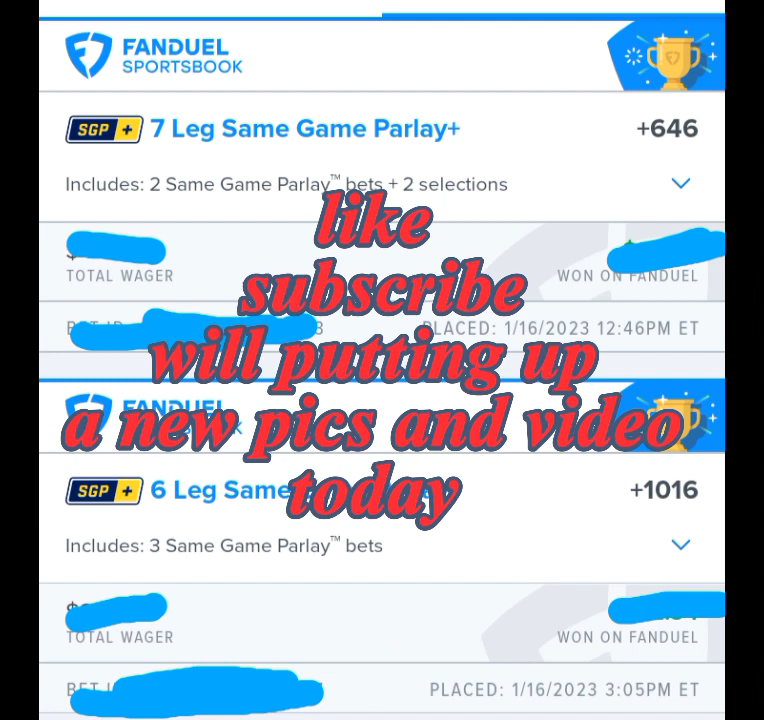 FANDUEL
SPORTSBOOK
SGP + 7 Leg Same Game Parlay+ +646
Includes: 2 Same Game Parlay™ bets + 2 selections
like
TOTAL WAGER WON ON FANDUEL
subscribe
PLACED: 1/16/2023 12:46PM ET
will putting up
FANDUEL
a new pics and video
SGP + 6 Leg Same +1016
today
Includes: 3 Same Game Parlay™ bets
TOTAL WAGER WON ON FANDUEL
PLACED: 1/16/2023 3:05PM ET